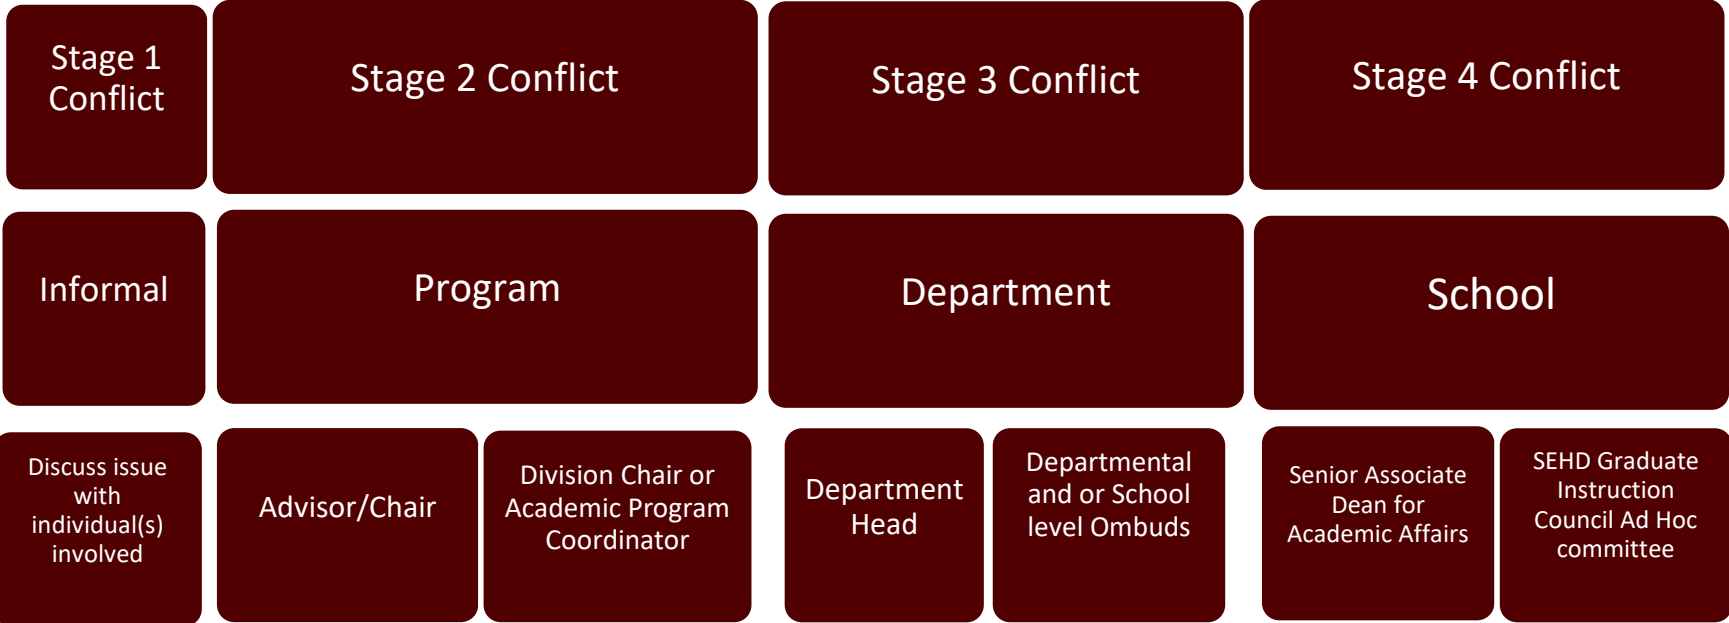 Stage 1
Conflict
Stage 2 Conflict
Stage 3 Conflict
Stage 4 Conflict
Informal
Program
Department
School
Discuss issue
with
individual(s)
involved
Advisor/Chair
Division Chair or
Academic Program
Coordinator
Department
Head
Departmental
and or School
level Ombuds
Senior Associate
Dean for
Academic Affairs
SEHD Graduate
Instruction
Council Ad Hoc
committee